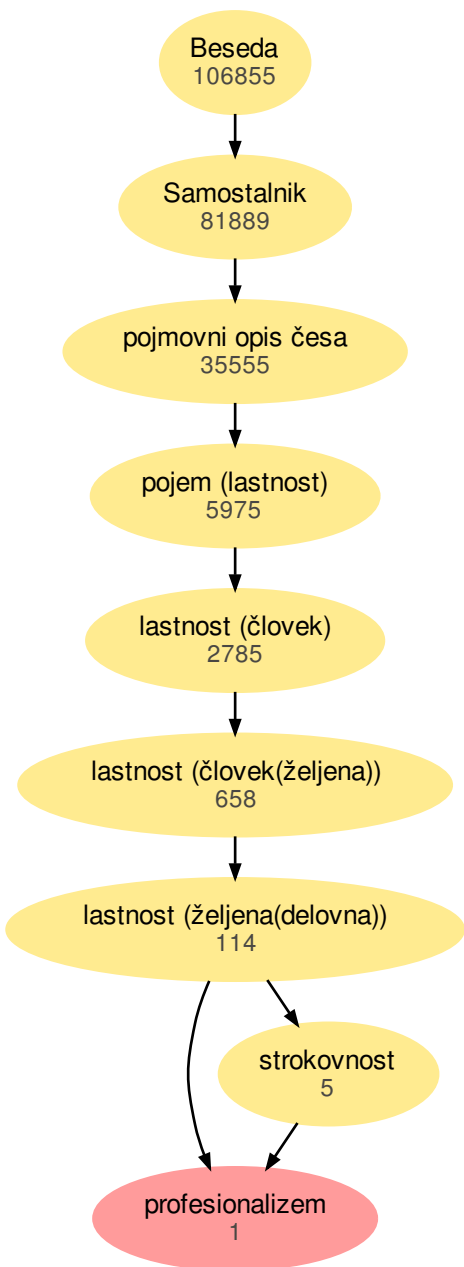 Beseda
106855
Samostalnik
81889
pojmovni opis česa
35555
pojem (lastnost)
5975
lastnost (človek)
2785
lastnost (človek(željena))
658
lastnost (željena(delovna))
114
strokovnost
5
profesionalizem
1